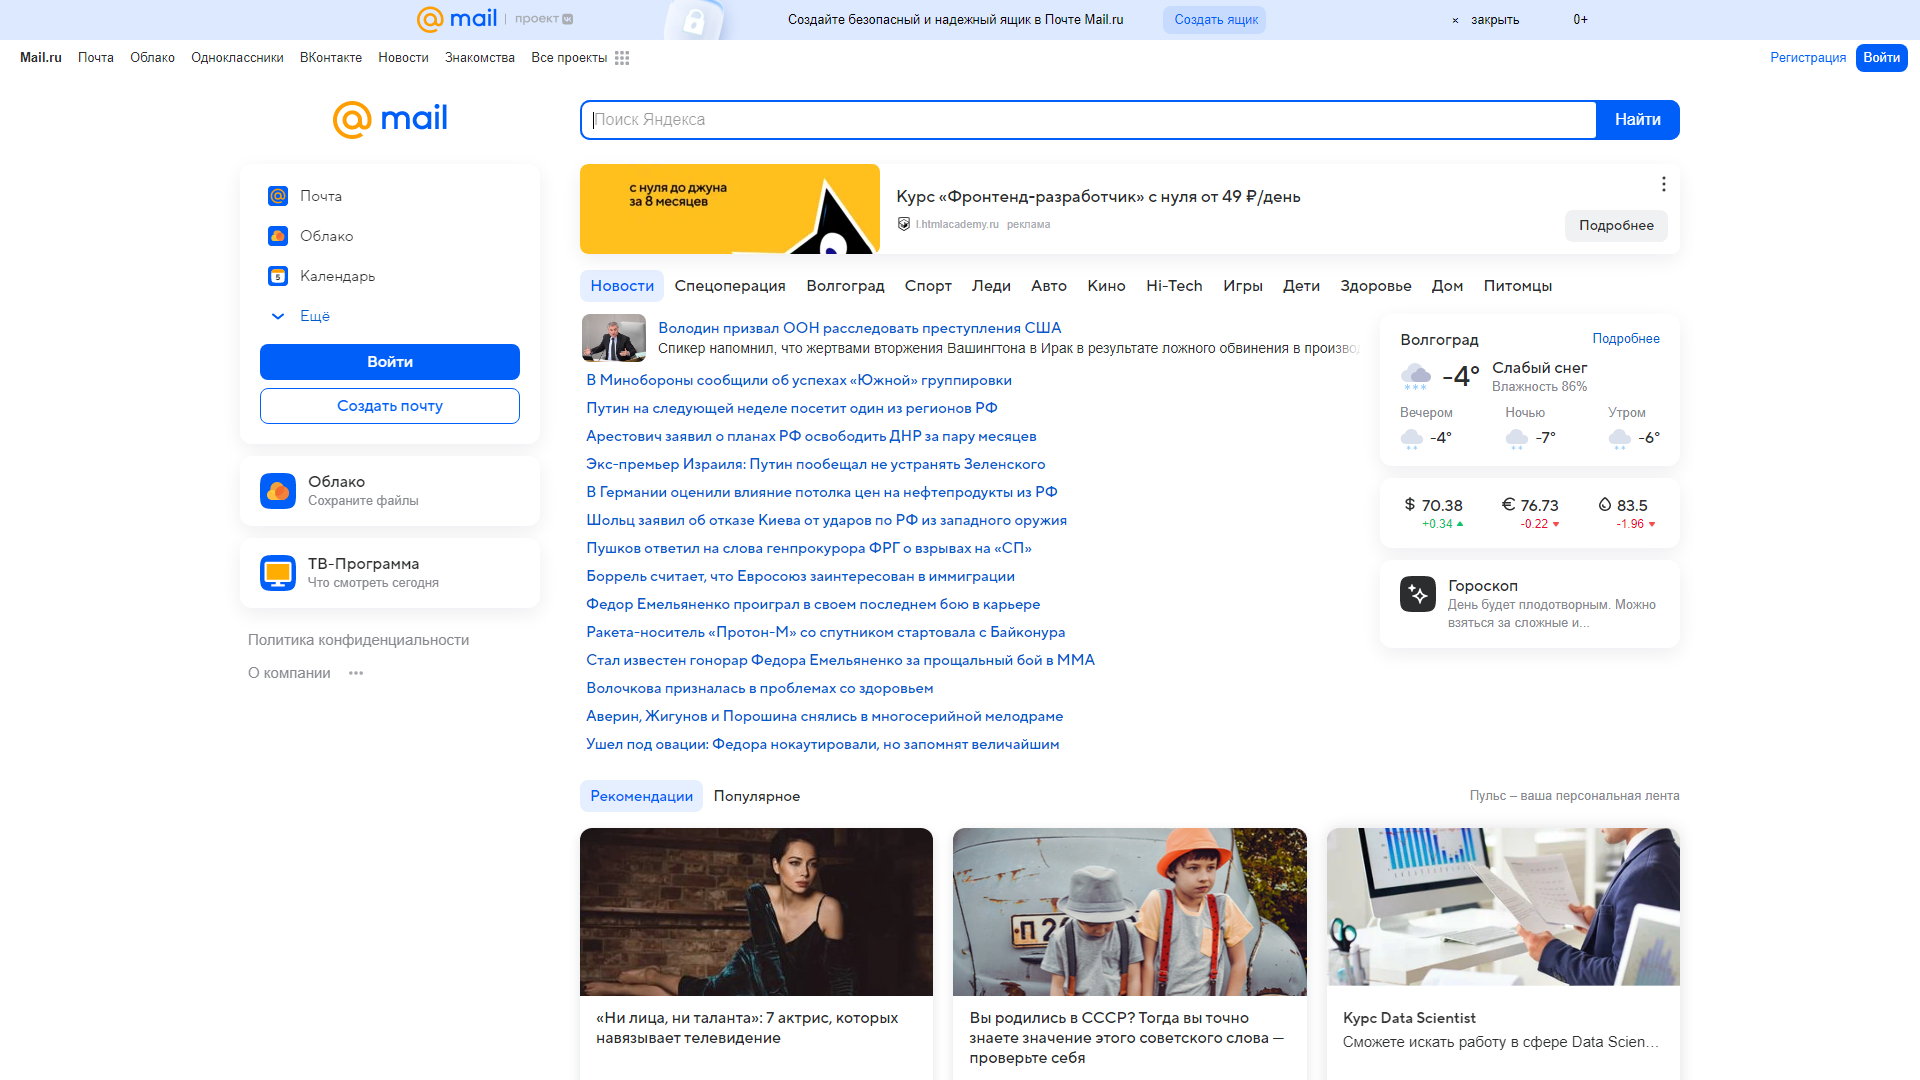 mail проект
Создайте безопасный и надежный ящик в Почте Mail.ru
Создать ящик
× закрыть
0+
Mail.ru Почта Облако Одноклассники ВКонтакте Новости Знакомства Все проекты
Регистрация Войти
mail
Поиск Яндекса
Найти
Почта
Облако
5
Календарь
Ещё
Войти
Создать почту
Облако
Сохраните файлы
ТВ-Программа
Что смотреть сегодня
Политика конфиденциальности
О компании •••
с нуля до джуна
за 8 месяцев
Курс «Фронтенд-разработчик» с нуля от 49 ₽/день
l.htmlacademy.ru реклама
Подробнее
Новости Спецоперация Волгоград Спорт Леди Авто Кино Hi-Tech Игры Дети Здоровье Дом Питомцы
Володин призвал ООН расследовать преступления США
Спикер напомнил, что жертвами вторжения Вашингтона в Ирак в результате ложного обвинения в производ
В Минобороны сообщили об успехах «Южной» группировки
Путин на следующей неделе посетит один из регионов РФ
Арестович заявил о планах РФ освободить ДНР за пару месяцев
Экс-премьер Израиля: Путин пообещал не устранять Зеленского
В Германии оценили влияние потолка цен на нефтепродукты из РФ
Шольц заявил об отказе Киева от ударов по РФ из западного оружия
Пушков ответил на слова генпрокурора ФРГ о взрывах на «СП»
Боррель считает, что Евросоюз заинтересован в иммиграции
Федор Емельяненко проиграл в своем последнем бою в карьере
Ракета-носитель «Протон-М» со спутником стартовала с Байконура
Стал известен гонорар Федора Емельяненко за прощальный бой в ММА
Волочкова призналась в проблемах со здоровьем
Аверин, Жигунов и Порошина снялись в многосерийной мелодраме
Ушел под овации: Федора нокаутировали, но запомнят величайшим
Волгоград Подробнее
-4° Слабый снег
Влажность 86%
Вечером Ночью Утром
-4° -7° -6°
$ 70.38 € 76.73 83.5
+0.34 -0.22 -1.96
Гороскоп
День будет плодотворным. Можно
взяться за сложные и...
Рекомендации Популярное
Пульс – ваша персональная лента
П2
«Ни лица, ни таланта»: 7 актрис, которых
навязывает телевидение
Вы родились в СССР? Тогда вы точно
знаете значение этого советского слова —
проверьте себя
Курс Data Scientist
Сможете искать работу в сфере Data Scien...